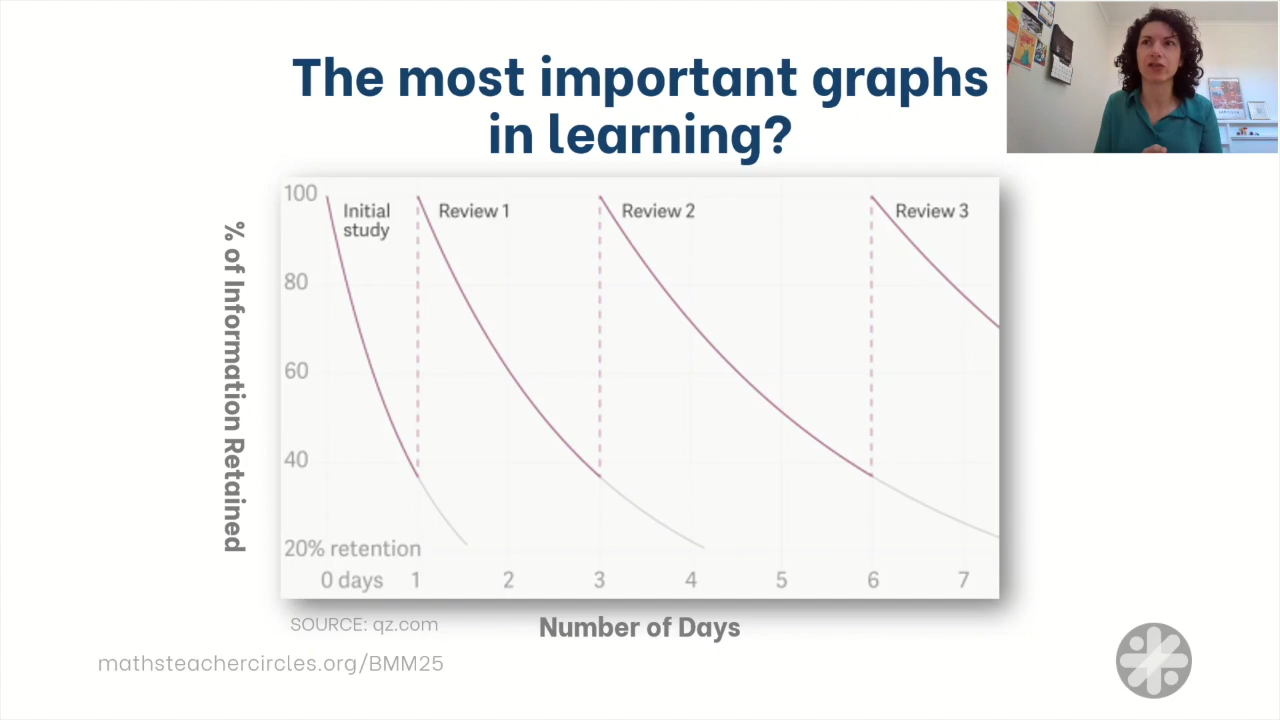 The most important graphs
in learning?
% of Information Retained
100
80
60
40
20% retention
Initial
study
Review 1
Review 2
Review 3
0 days 1 2 3 4 5 6 7
SOURCE: qz.com
Number of Days
mathsteachercircles.org/BMM25